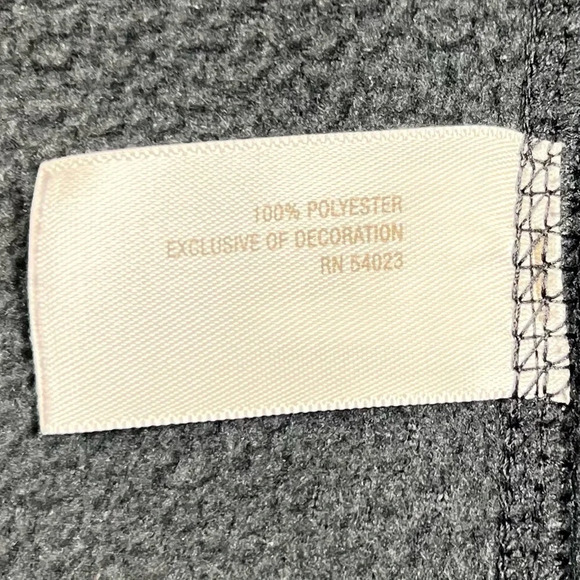 100% POLYESTER
EXCLUSIVE OF DECORATION
RN 54023